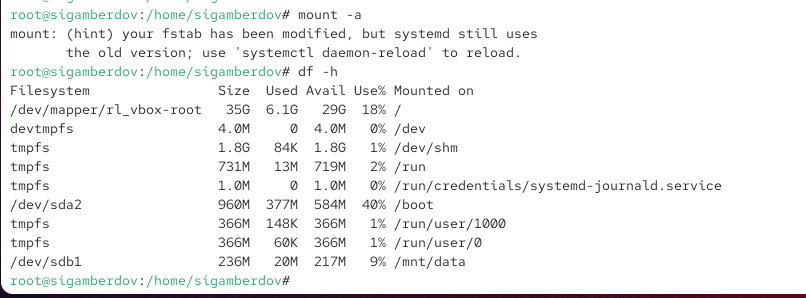 root@sigamberdov:/home/sigamberdov# mount -a
mount: (hint) your fstab has been modified, but systemd still uses
       the old version; use 'systemctl daemon-reload' to reload.
root@sigamberdov:/home/sigamberdov# df -h
Filesystem                Size  Used Avail Use% Mounted on
/dev/mapper/rl_vbox-root   35G  6.1G   29G  18% /
devtmpfs                  4.0M     0  4.0M   0% /dev
tmpfs                     1.8G   84K  1.8G   1% /dev/shm
tmpfs                     731M   13M  719M   2% /run
tmpfs                     1.0M     0  1.0M   0% /run/credentials/systemd-journald.service
/dev/sda2                 960M  377M  584M  40% /boot
tmpfs                     366M  148K  366M   1% /run/user/1000
tmpfs                     366M   60K  366M   1% /run/user/0
/dev/sdb1                 236M   20M  217M   9% /mnt/data
root@sigamberdov:/home/sigamberdov#